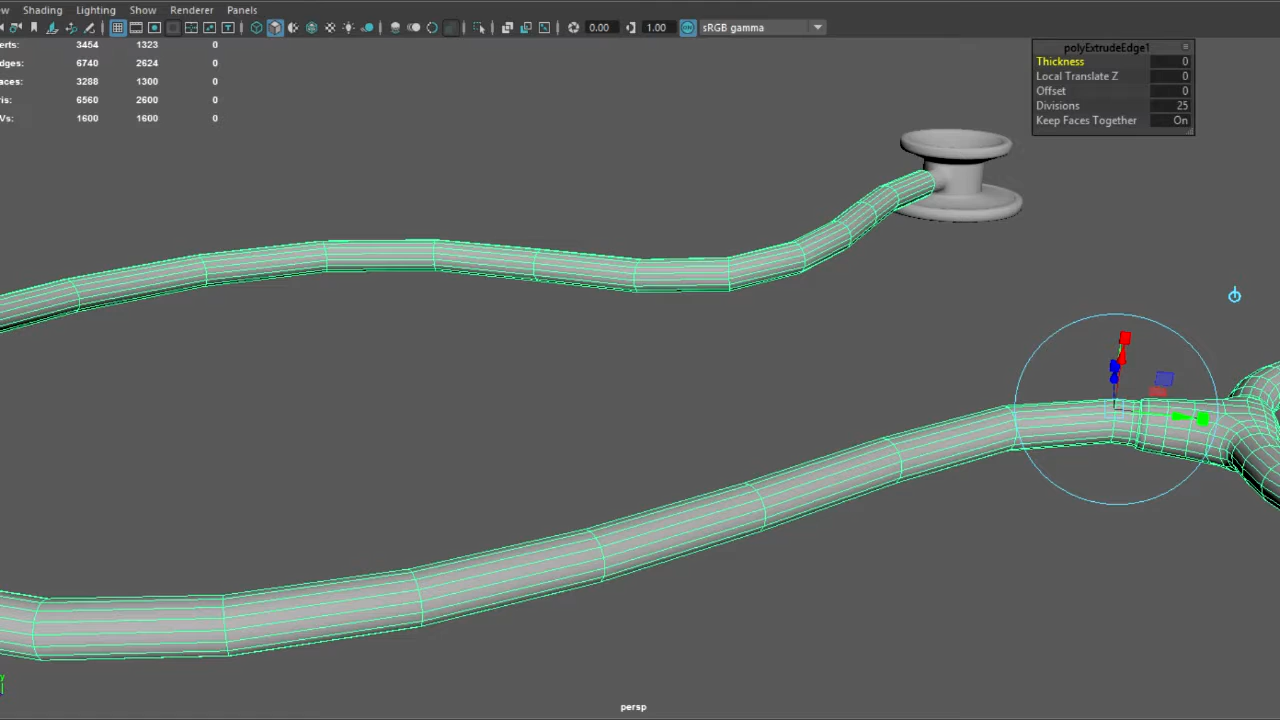 ew Shading Lighting Show Renderer Panels
0.00 1.00 sRGB gamma
erts: 3454 1323 0
dges: 6740 2624 0
aces: 3288 1300 0
ris: 6560 2600 0
Vs: 1600 1600 0
polyExtrudeEdge1
Thickness 0
Local Translate Z 0
Offset 0
Divisions 25
Keep Faces Together On
y
persp